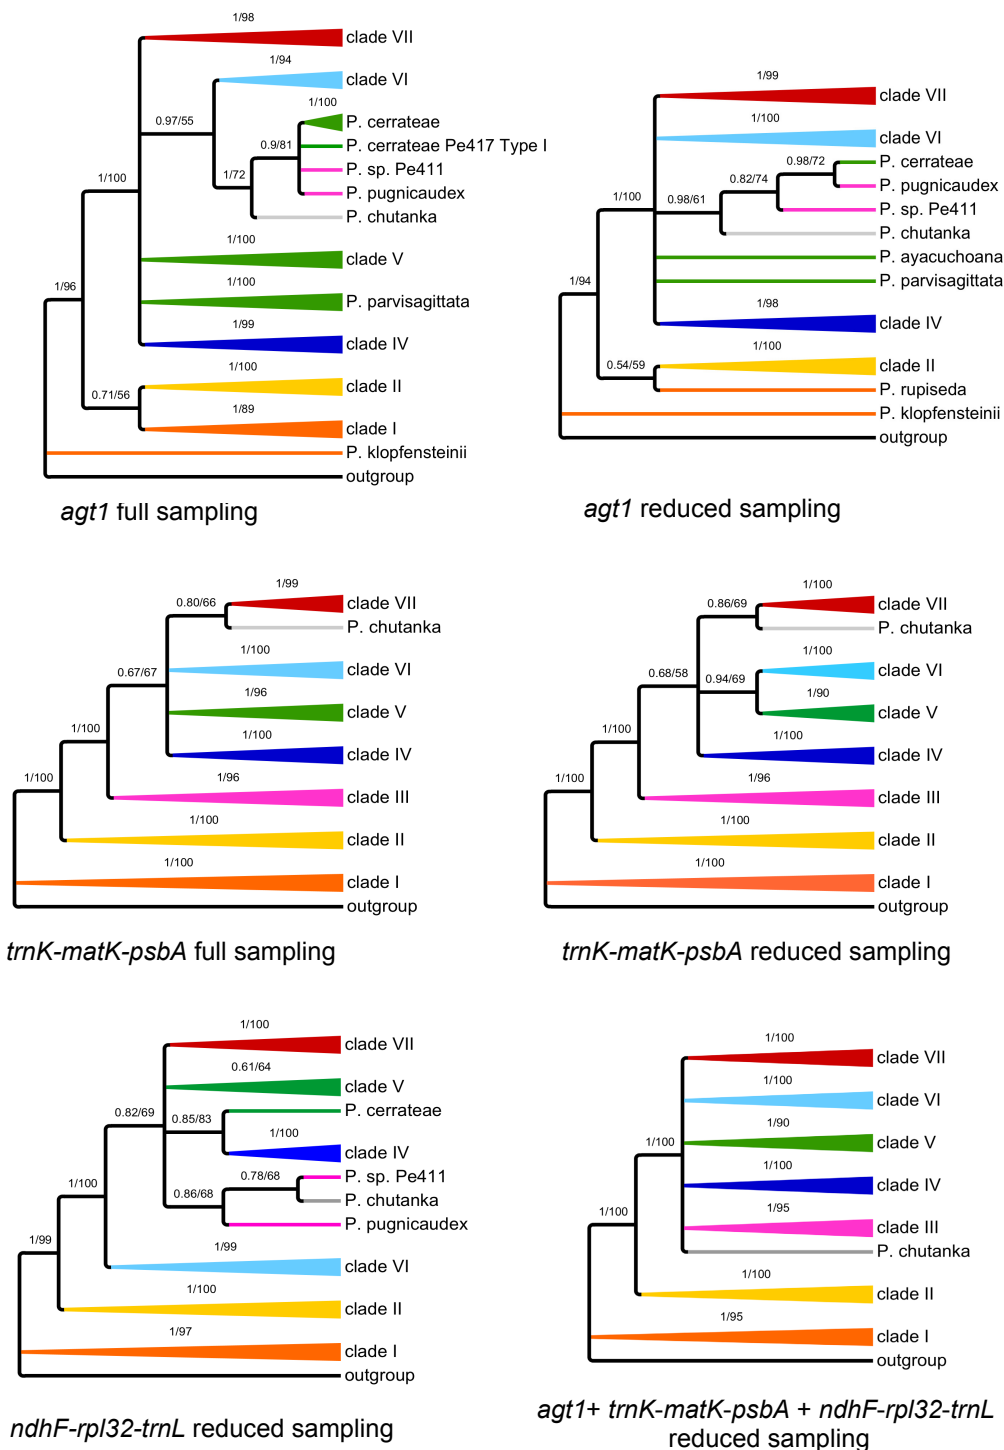 1/98
clade VII
1/94
clade VI
1/100
P. cerrateae
0.97/55
0.9/81
P. cerrateae Pe417 Type I
P. sp. Pe411
1/72
1/100
P. pugnicaudex
P. chutanka
1/100
clade V
1/96
1/100
P. parvisagittata
1/99
clade IV
1/100
clade II
0.71/56
1/89
clade I
P. klopfensteinii
outgroup
agt1 full sampling
1/99
clade VII
1/100
clade VI
0.98/72
P. cerrateae
0.82/74
P. pugnicaudex
0.98/61
1/100
P. sp. Pe411
P. chutanka
P. ayacuchoana
1/94
P. parvisagittata
1/98
clade IV
1/100
clade II
0.54/59
P. rupiseda
P. klopfensteinii
outgroup
agt1 reduced sampling
1/99
0.80/66
clade VII
P. chutanka
1/100
0.67/67
clade VI
1/96
clade V
1/100
1/100
clade IV
1/100
1/96
clade III
1/100
clade II
1/100
clade I
outgroup
trnK-matK-psbA full sampling
1/100
0.86/69
clade VII
P. chutanka
1/100
0.68/58
0.94/69
clade VI
1/90
clade V
1/100
1/100
clade IV
1/100
1/96
clade III
1/100
clade II
1/100
clade I
outgroup
trnK-matK-psbA reduced sampling
1/100
clade VII
0.61/64
clade V
0.82/69
0.85/83
P. cerrateae
1/100
clade IV
0.78/68
P. sp. Pe411
1/100
0.86/68
P. chutanka
P. pugnicaudex
1/99
1/99
clade VI
1/100
clade II
1/97
clade I
outgroup
ndhF-rpl32-trnL reduced sampling
1/100
clade VII
1/100
clade VI
1/90
1/100
clade V
1/100
clade IV
1/95
1/100
clade III
P. chutanka
1/100
clade II
1/95
clade I
outgroup
agt1+ trnK-matK-psbA + ndhF-rpl32-trnL
reduced sampling